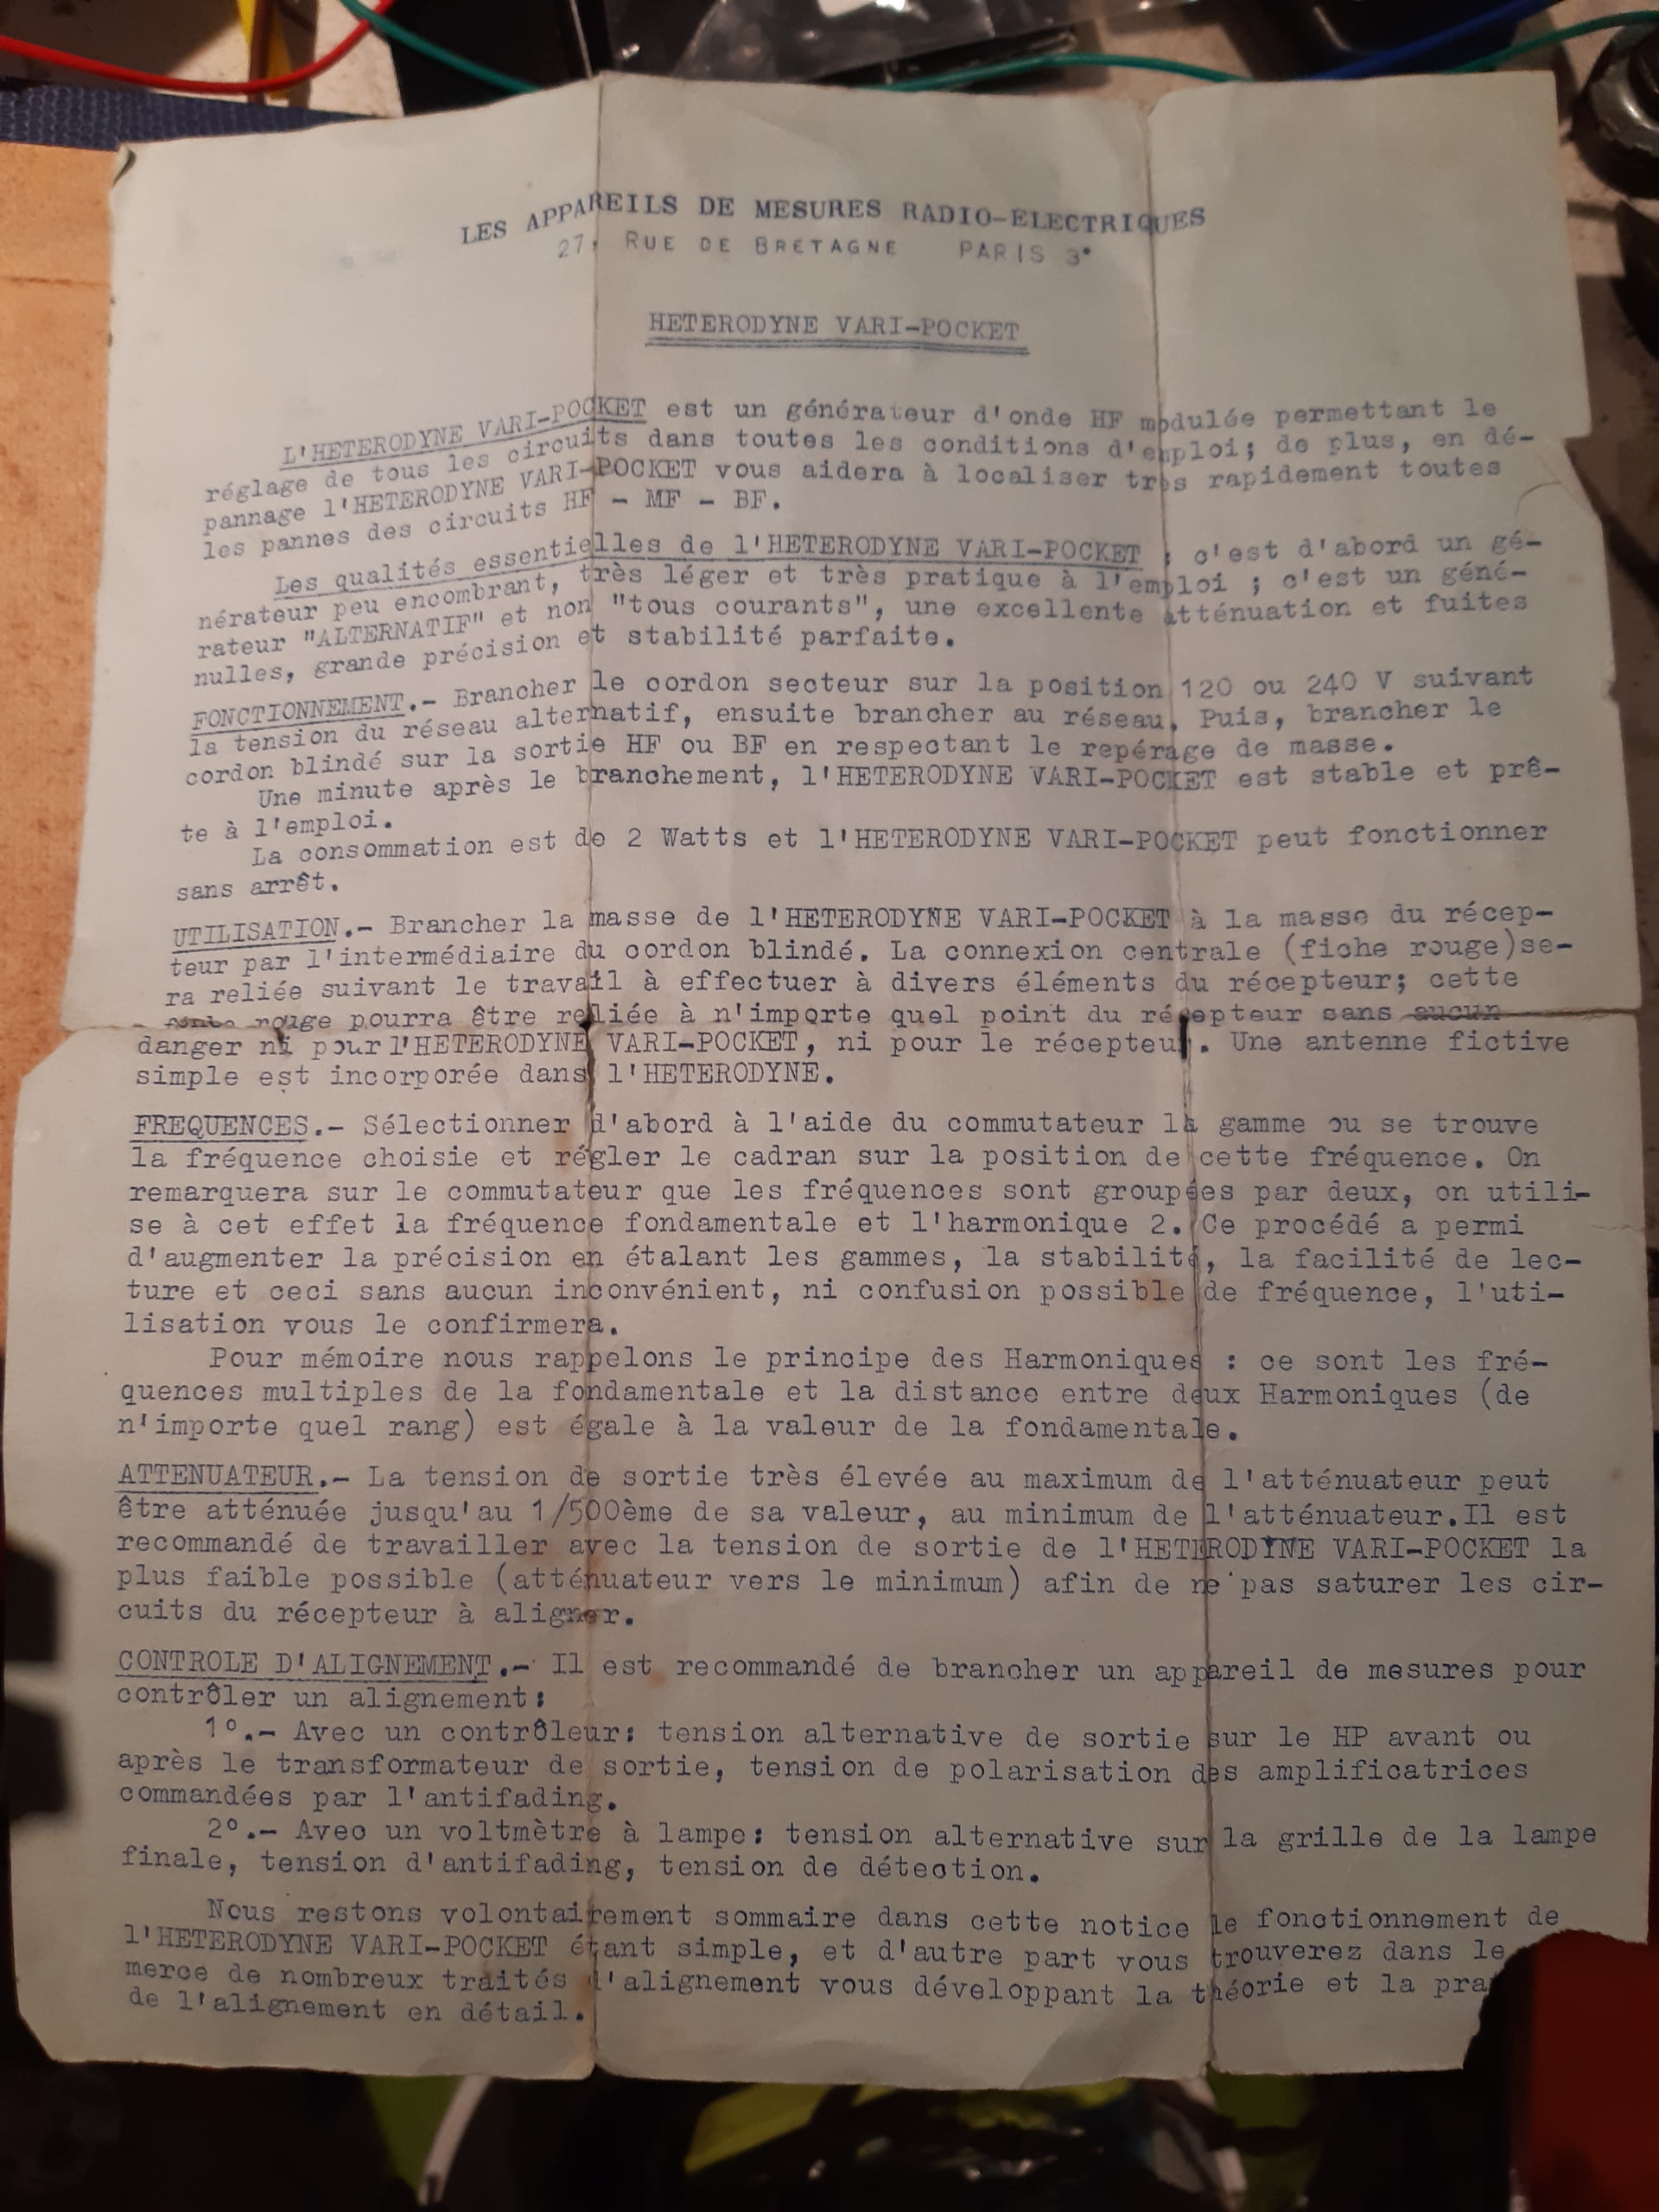 LES APPAREILS DE MESURES RADIO-ELECTRIQUES
27, RUE DE BRETAGNE PARIS 3°
HETERODYNE VARI-POCKET
L'HETERODYNE VARI-POCKET est un générateur d'onde HF modulée permettant le
réglage de tous les circuits dans toutes les conditions d'emploi; de plus, en dé-
pannage l'HETERODYNE VARI-POCKET vous aidera à localiser très rapidement toutes
les pannes des circuits HF - MF - BF.
Les qualités essentielles de l'HETERODYNE VARI-POCKET ; c'est d'abord un gé-
nérateur peu encombrant, très léger et très pratique à l'emploi ; c'est un géné-
rateur "ALTERNATIF" et non "tous courants", une excellente atténuation et fuites
nulles, grande précision et stabilité parfaite.
FONCTIONNEMENT.- Brancher le cordon secteur sur la position 120 ou 240 V suivant
la tension du réseau alternatif, ensuite brancher au réseau. Puis, brancher le
cordon blindé sur la sortie HF ou BF en respectant le repérage de masse.
Une minute après le branchement, l'HETERODYNE VARI-POCKET est stable et prê-
te à l'emploi.
La consommation est de 2 Watts et l'HETERODYNE VARI-POCKET peut fonctionner
sans arrêt.
UTILISATION.- Brancher la masse de l'HETERODYNE VARI-POCKET à la masse du récep-
teur par l'intermédiaire du cordon blindé. La connexion centrale (fiche rouge)se-
ra reliée suivant le travail à effectuer à divers éléments du récepteur; cette
rouge pourra être reliée à n'importe quel point du récepteur sans aucun
danger ni pour l'HETERODYNE VARI-POCKET, ni pour le récepteur. Une antenne fictive
simple est incorporée dans l'HETERODYNE.
FREQUENCES.- Sélectionner d'abord à l'aide du commutateur la gamme ou se trouve
la fréquence choisie et régler le cadran sur la position de cette fréquence. On
remarquera sur le commutateur que les fréquences sont groupées par deux, on utili-
se à cet effet la fréquence fondamentale et l'harmonique 2. Ce procédé a permi
d'augmenter la précision en étalant les gammes, la stabilité, la facilité de lec-
ture et ceci sans aucun inconvénient, ni confusion possible de fréquence, l'uti-
lisation vous le confirmera.
Pour mémoire nous rappelons le principe des Harmoniques : ce sont les fré-
quences multiples de la fondamentale et la distance entre deux Harmoniques (de
n'importe quel rang) est égale à la valeur de la fondamentale.
ATTENUATEUR.- La tension de sortie très élevée au maximum de l'atténuateur peut
être atténuée jusqu'au 1/500ème de sa valeur, au minimum de l'atténuateur.Il est
recommandé de travailler avec la tension de sortie de l'HETERODYNE VARI-POCKET la
plus faible possible (atténuateur vers le minimum) afin de ne pas saturer les cir-
cuits du récepteur à aligner.
CONTROLE D'ALIGNEMENT.- Il est recommandé de brancher un appareil de mesures pour
contrôler un alignement:
1°.- Avec un contrôleur: tension alternative de sortie sur le HP avant ou
après le transformateur de sortie, tension de polarisation des amplificatrices
commandées par l'antifading.
2°.- Avec un voltmètre à lampe: tension alternative sur la grille de la lampe
finale, tension d'antifading, tension de détection.
Nous restons volontairement sommaire dans cette notice le fonctionnement de
l'HETERODYNE VARI-POCKET étant simple, et d'autre part vous trouverez dans le
merce de nombreux traités d'alignement vous développant la théorie et la pra
de l'alignement en détail.